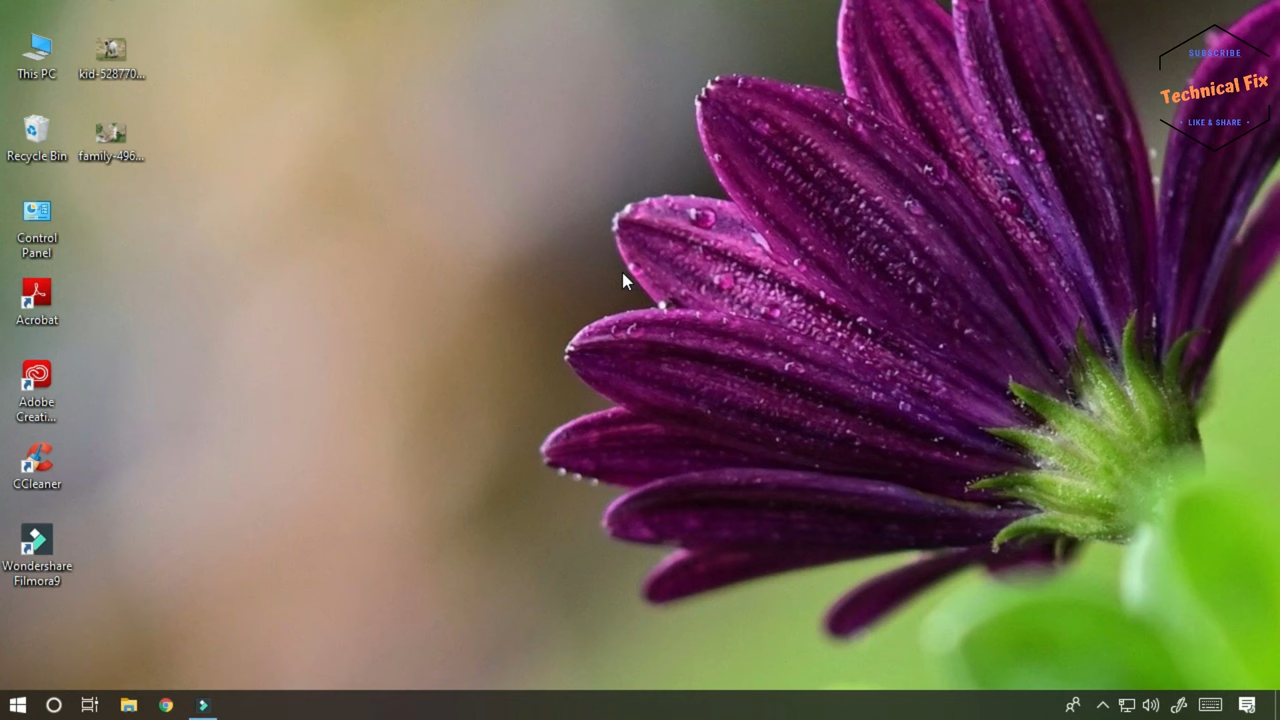 This PC
kid-528770...
Recycle Bin
family-496...
Control
Panel
Acrobat
Adobe
Creati...
CCleaner
Wondershare
Filmora9
SUBSCRIBE
Technical Fix
- LIKE & SHARE -